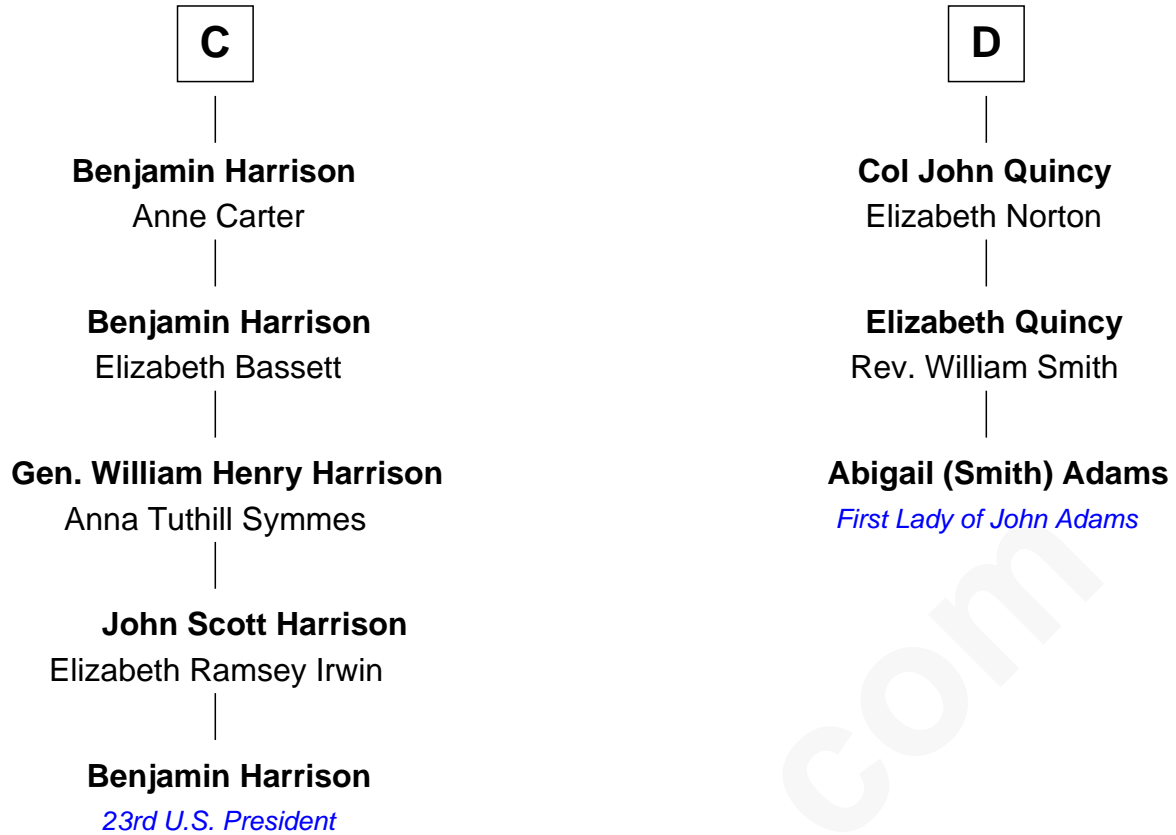 C
Benjamin Harrison
Anne Carter
Benjamin Harrison
Elizabeth Bassett
Gen. William Henry Harrison
Anna Tuthill Symmes
John Scott Harrison
Elizabeth Ramsey Irwin
Benjamin Harrison
23rd U.S. President
D
Col John Quincy
Elizabeth Norton
Elizabeth Quincy
Rev. William Smith
Abigail (Smith) Adams
First Lady of John Adams
com